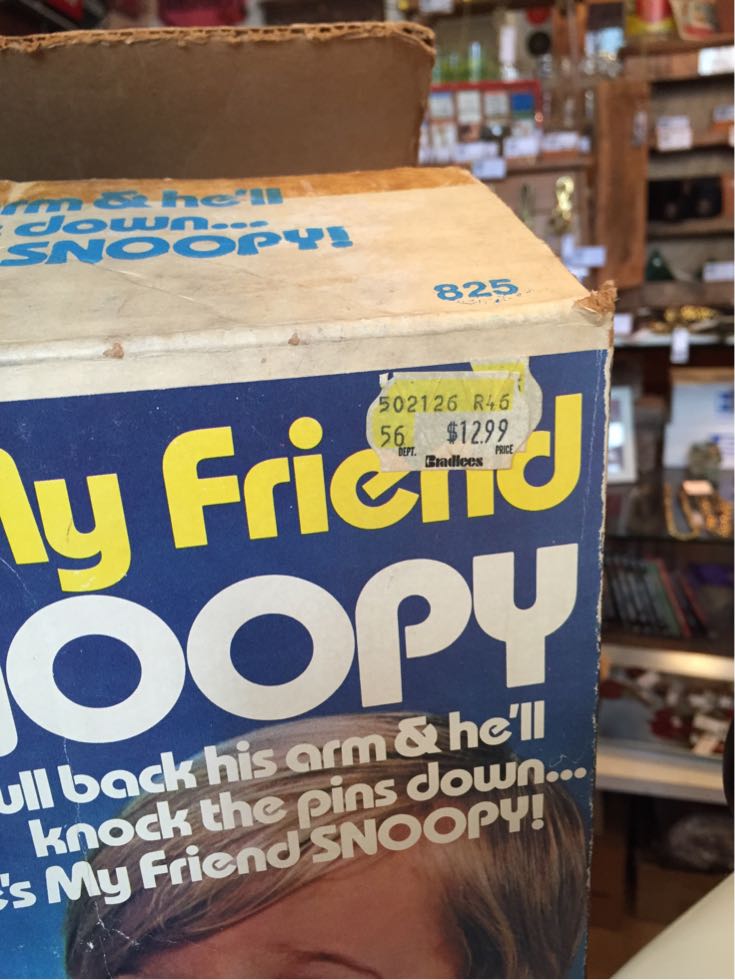 rm & he'll
down...
SNOOPY!
825
502126 R46
56 $12.99
DEPT. PRICE
Bradlees
My Friend
OOPY
ull back his arm & he'll
knock the pins down...
's My Friend SNOOPY!